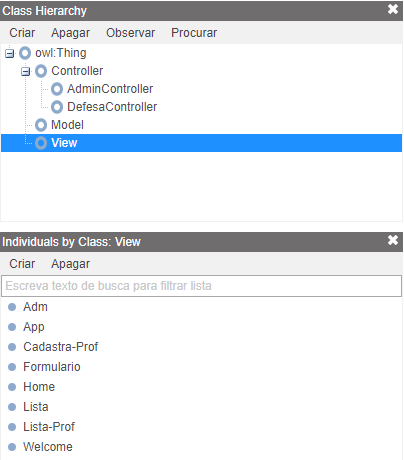 Class Hierarchy
Criar Apagar Observar Procurar
owl:Thing
Controller
AdminController
DefesaController
Model
View
Individuals by Class: View
Criar Apagar
Escreva texto de busca para filtrar lista
Adm
App
Cadastra-Prof
Formulario
Home
Lista
Lista-Prof
Welcome